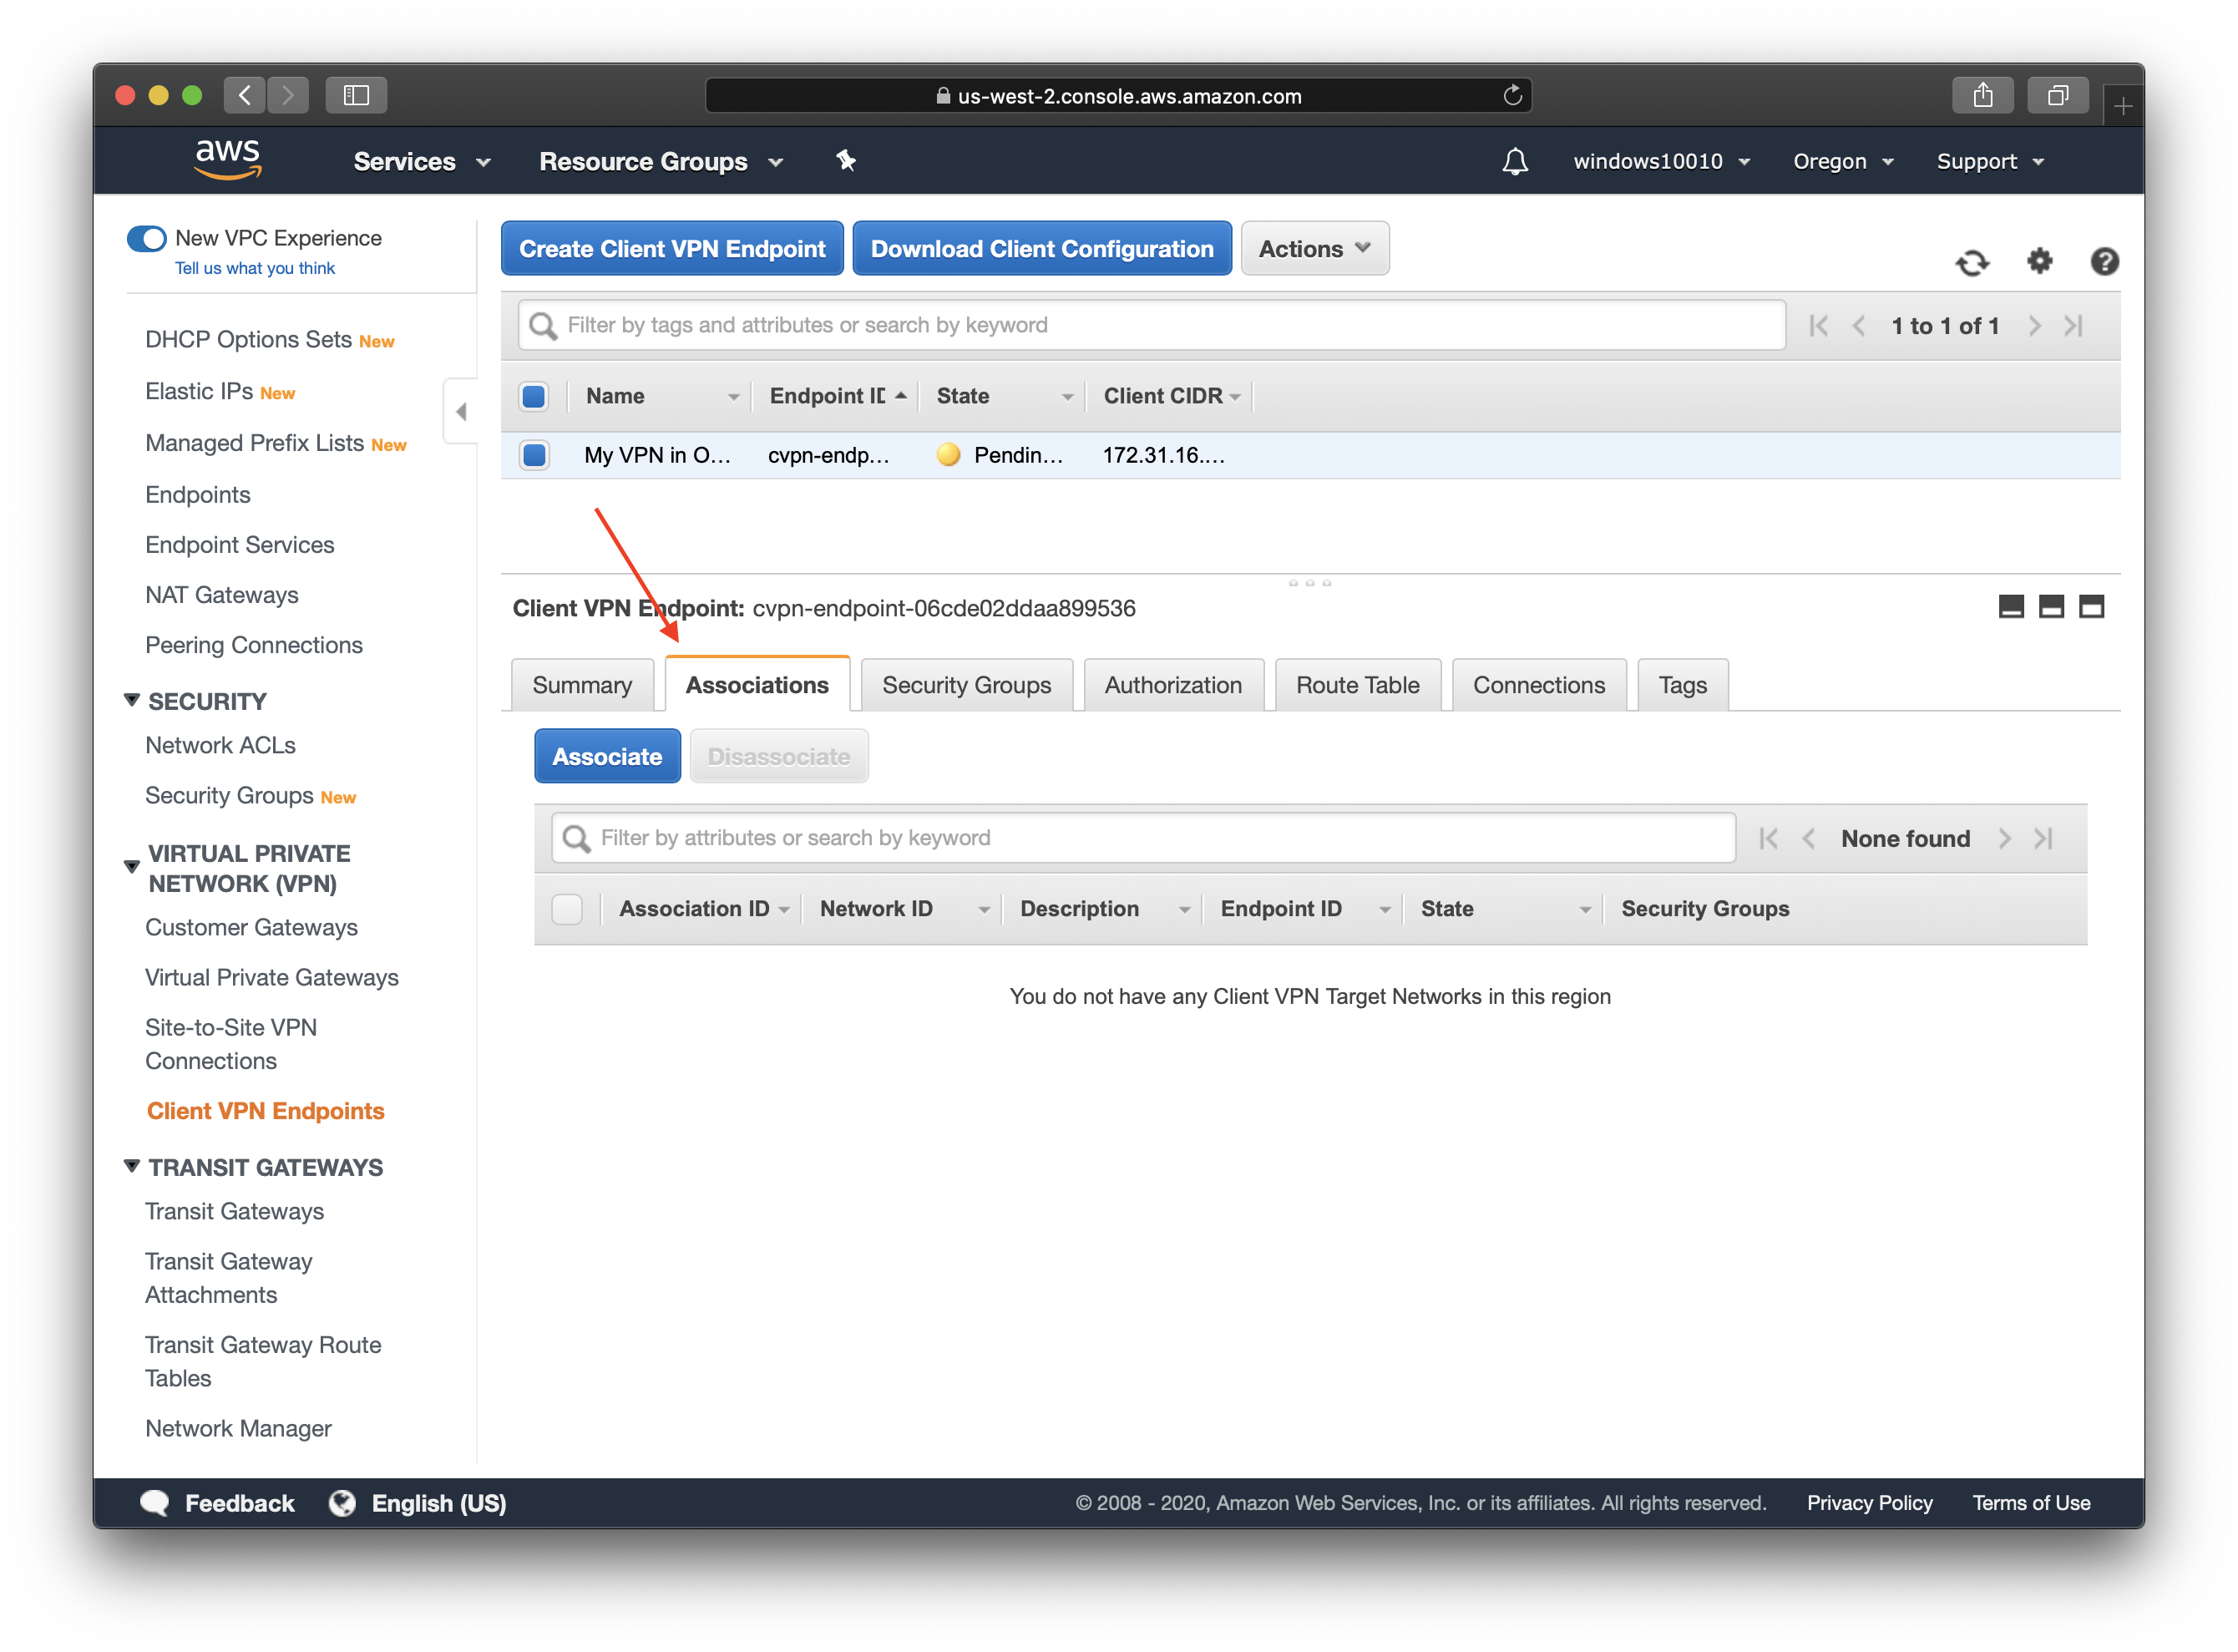 us-west-2.console.aws.amazon.com
aws
Services
Resource Groups
windows10010
Oregon
Support
New VPC Experience
Tell us what you think
DHCP Options Sets New
Elastic IPs New
Managed Prefix Lists New
Endpoints
Endpoint Services
NAT Gateways
Peering Connections
SECURITY
Network ACLs
Security Groups New
VIRTUAL PRIVATE
NETWORK (VPN)
Customer Gateways
Virtual Private Gateways
Site-to-Site VPN
Connections
Client VPN Endpoints
TRANSIT GATEWAYS
Transit Gateways
Transit Gateway
Attachments
Transit Gateway Route
Tables
Network Manager
Create Client VPN Endpoint Download Client Configuration Actions
Filter by tags and attributes or search by keyword
1 to 1 of 1
Name Endpoint ID State Client CIDR
My VPN in O... cvpn-endp... Pendin... 172.31.16....
Client VPN Endpoint: cvpn-endpoint-06cde02ddaa899536
Summary Associations Security Groups Authorization Route Table Connections Tags
Associate Disassociate
Filter by attributes or search by keyword
None found
Association ID Network ID Description Endpoint ID State Security Groups
You do not have any Client VPN Target Networks in this region
Feedback English (US)
© 2008 - 2020, Amazon Web Services, Inc. or its affiliates. All rights reserved. Privacy Policy Terms of Use